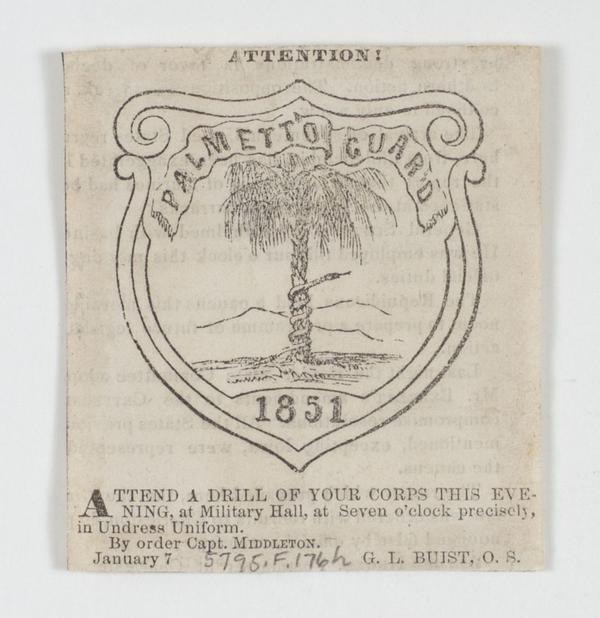 ATTENTION!
PALMETTO GUARD
1851
ATTEND A DRILL OF YOUR CORPS THIS EVE-
NING, at Military Hall, at Seven o'clock precisely,
in Undress Uniform.
By order Capt. MIDDLETON.
January 7 5795.F.176h G. L. BUIST, O. S.